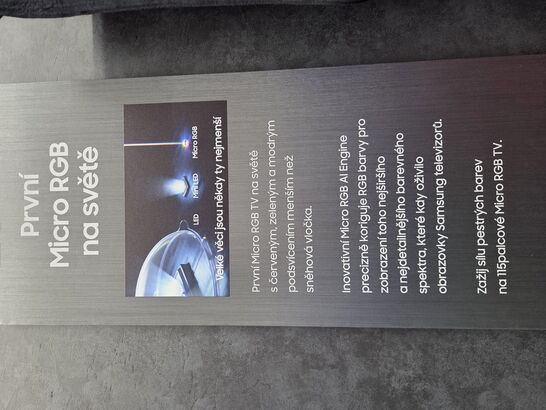 První
Micro RGB
na světě
LED
Mini LED
Micro RGB
Velké věci jsou někdy ty nejmenší
První Micro RGB TV na světě
s červeným, zeleným a modrým
podsvícením menším než
sněhová vločka.
Inovativní Micro RGB AI Engine
precizně koriguje RGB barvy pro
zobrazení toho nejširšího
a nejdetailnějšího barevného
spektra, které kdy oživilo
obrazovky Samsung televizorů.
Zažij sílu pestrých barev
na 115palcové Micro RGB TV.